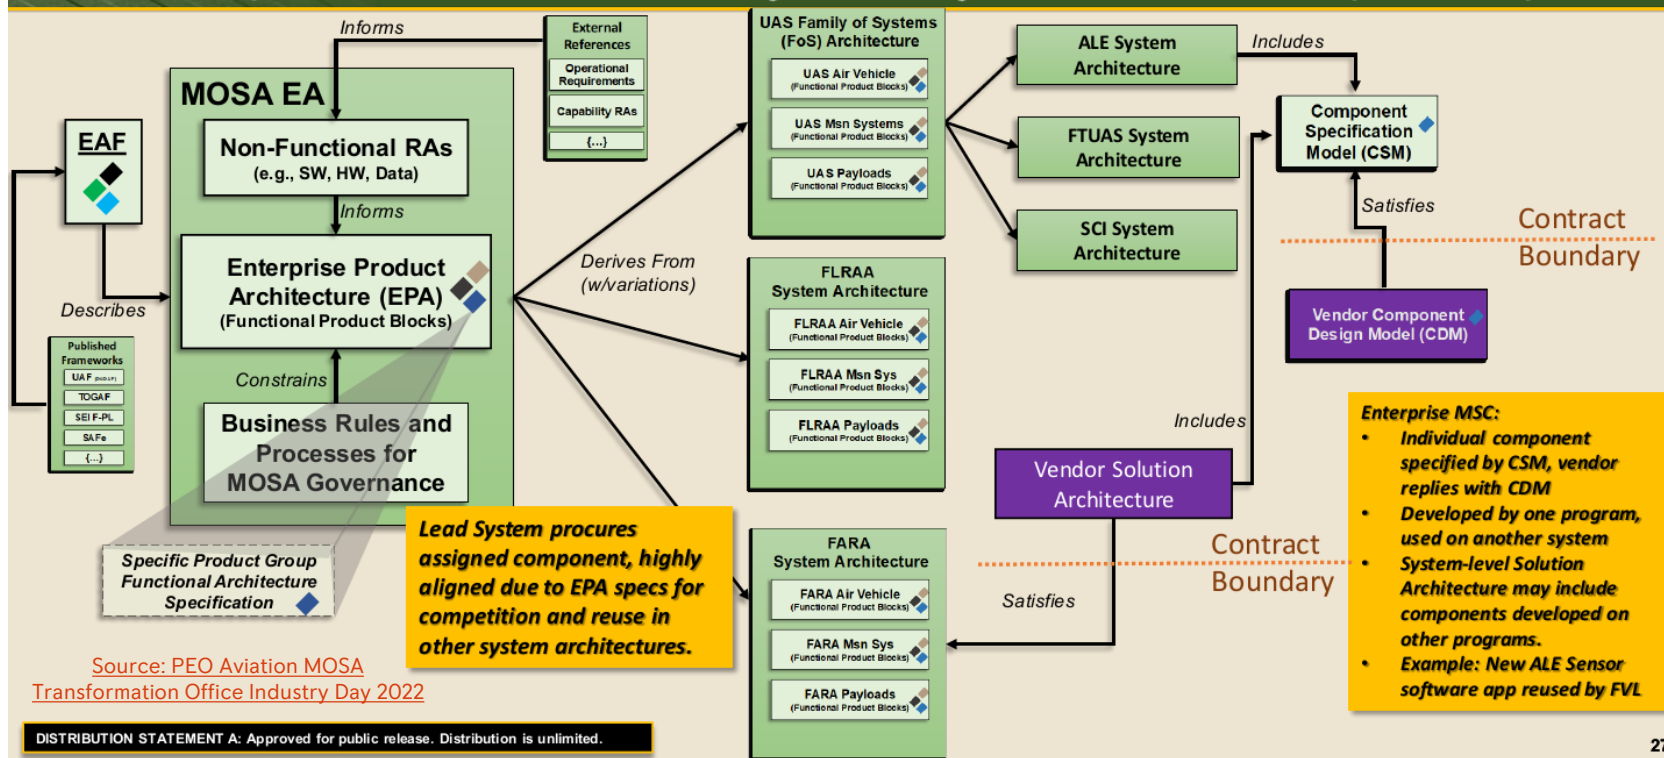 Informs
External
References
Operational
Requirements
Capability RAs
{...}
MOSA EA
Non-Functional RAs
(e.g., SW, HW, Data)
Informs
Enterprise Product
Architecture (EPA)
(Functional Product Blocks)
Constrains
Business Rules and
Processes for
MOSA Governance
EAF
Describes
Published
Frameworks
UAF
TOGAF
SEI F-PL
SAFe
{...}
Specific Product Group
Functional Architecture
Specification
Source: PEO Aviation MOSA
Transformation Office Industry Day 2022
DISTRIBUTION STATEMENT A: Approved for public release. Distribution is unlimited.
Lead System procures
assigned component, highly
aligned due to EPA specs for
competition and reuse in
other system architectures.
Derives From
(w/variations)
UAS Family of Systems
(FoS) Architecture
UAS Air Vehicle
(Functional Product Blocks)
UAS Msn Systems
(Functional Product Blocks)
UAS Payloads
(Functional Product Blocks)
FLRAA
System Architecture
FLRAA Air Vehicle
(Functional Product Blocks)
FLRAA Msn Sys
(Functional Product Blocks)
FLRAA Payloads
(Functional Product Blocks)
FARA
System Architecture
FARA Air Vehicle
(Functional Product Blocks)
FARA Msn Sys
(Functional Product Blocks)
FARA Payloads
(Functional Product Blocks)
ALE System
Architecture
FTUAS System
Architecture
SCI System
Architecture
Includes
Component
Specification
Model (CSM)
Satisfies
Contract
Boundary
Vendor Component
Design Model (CDM)
Includes
Vendor Solution
Architecture
Contract
Boundary
Satisfies
Enterprise MSC:
• Individual component
specified by CSM, vendor
replies with CDM
• Developed by one program,
used on another system
• System-level Solution
Architecture may include
components developed on
other programs.
• Example: New ALE Sensor
software app reused by FVL
27